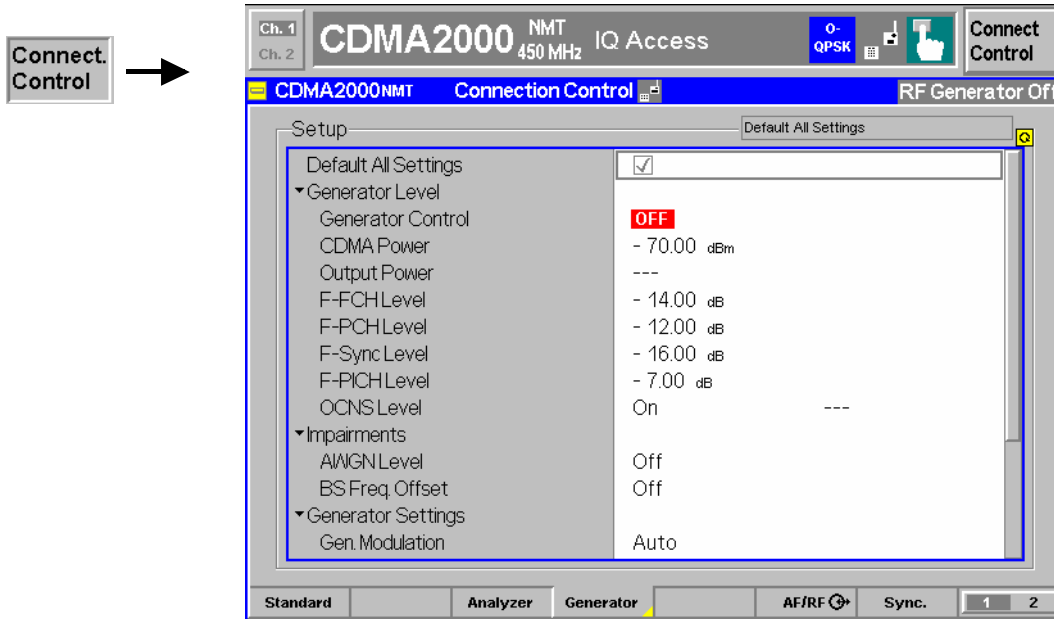 Connect.
Control
Ch. 1
Ch. 2
CDMA2000 NMT 450 MHz IQ Access
O-
QPSK
Connect
Control
CDMA2000NMT Connection Control RF Generator Off
Setup
Default All Settings
Default All Settings
Generator Level
Generator Control OFF
CDMA Power - 70.00 dBm
Output Power ---
F-FCH Level - 14.00 dB
F-PCH Level - 12.00 dB
F-Sync Level - 16.00 dB
F-PICH Level - 7.00 dB
OCNS Level On ---
Impairments
AWGN Level Off
BS Freq. Offset Off
Generator Settings
Gen. Modulation Auto
Standard Analyzer Generator AF/RF Sync. 1 2